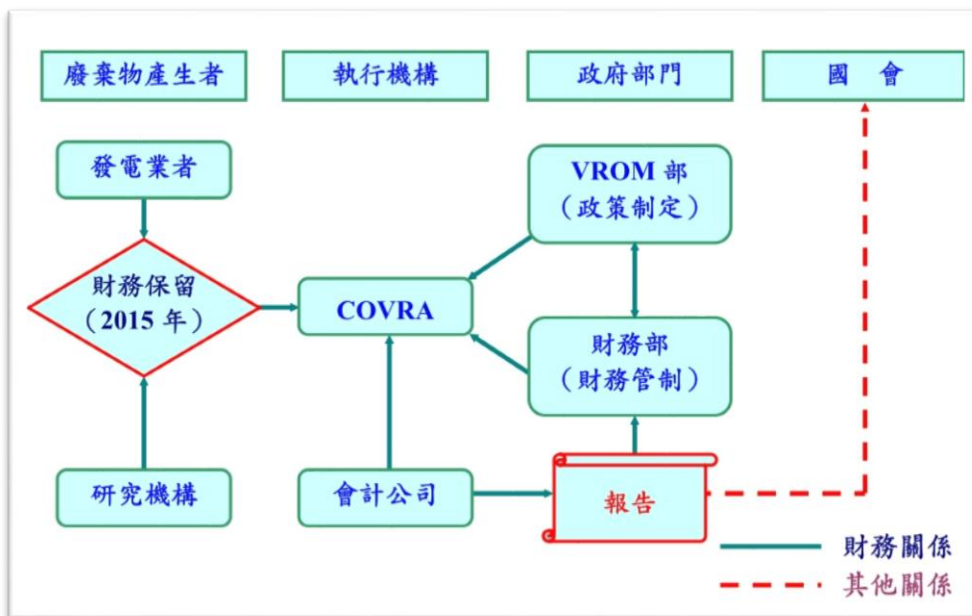 廢棄物產生者
執行機構
政府部門
國 會
發電業者
VROM 部
（政策制定）
財務保留
（2015 年）
COVRA
財務部
（財務管制）
研究機構
會計公司
報告
財務關係
其他關係